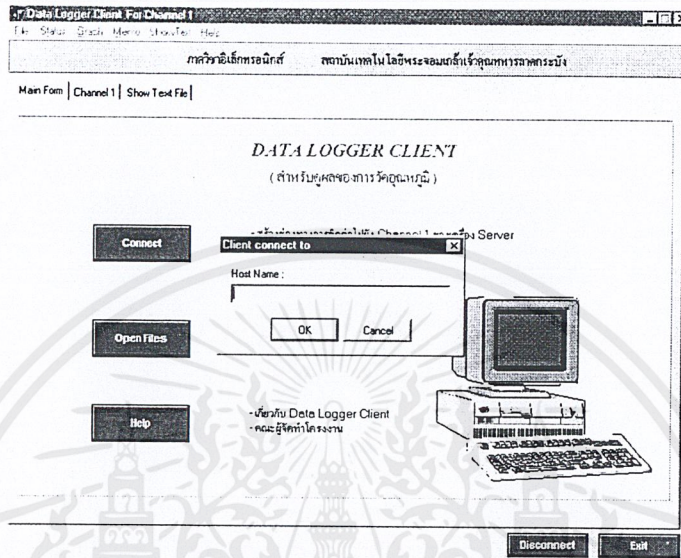 Data Logger Client For Channel 1
File Status Graph Memo ShowText Help
ภาควิชาอิเล็กทรอนิกส์ สถาบันเทคโนโลยีพระจอมเกล้าเจ้าคุณทหารลาดกระบัง
Main Form Channel 1 Show Text File
DATA LOGGER CLIENT
( สำหรับดูผลของการวัดอุณหภูมิ )
Connect
Channel 1 Server
Client connect to
Host Name :
OK Cancel
Open Files
Help
- เกี่ยวกับ Data Logger Client
- คณะผู้จัดทำโครงงาน
Disconnect Exit